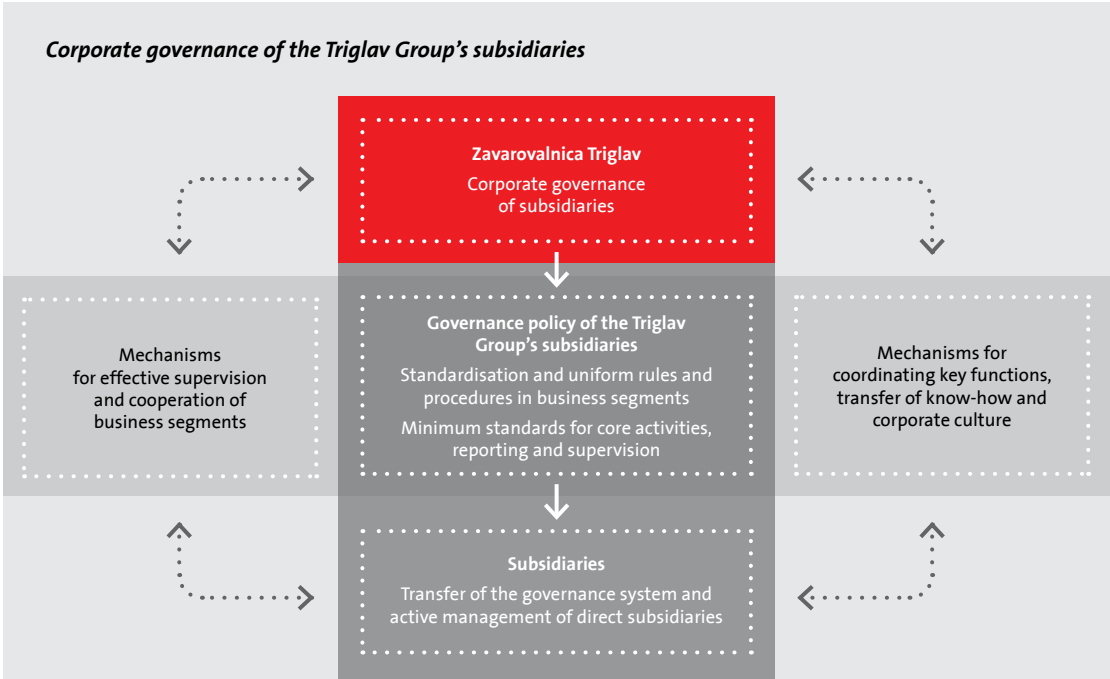 Corporate governance of the Triglav Group's subsidiaries
Zavarovalnica Triglav
Corporate governance
of subsidiaries
Mechanisms
for effective supervision
and cooperation of
business segments
Governance policy of the Triglav
Group's subsidiaries
Standardisation and uniform rules and
procedures in business segments
Minimum standards for core activities,
reporting and supervision
Mechanisms for
coordinating key functions,
transfer of know-how and
corporate culture
Subsidiaries
Transfer of the governance system and
active management of direct subsidiaries